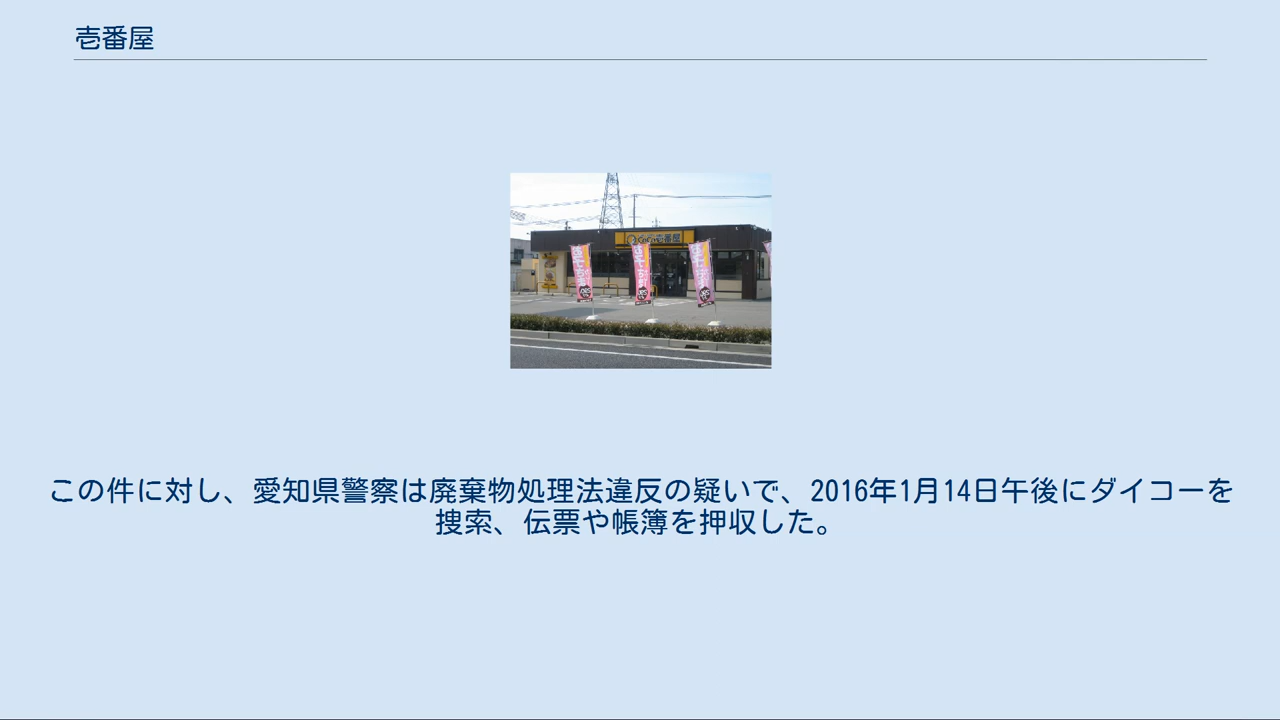 壱番屋
壱番屋
この件に対し、愛知県警察は廃棄物処理法違反の疑いで、2016年1月14日午後にダイコーを
捜索、伝票や帳簿を押収した。